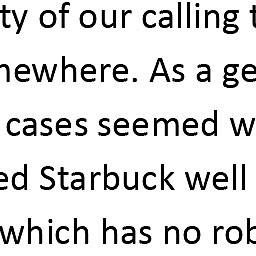 ty of our calling
newhere. As a ge
cases seemed w
ed Starbuck well
which has no rob